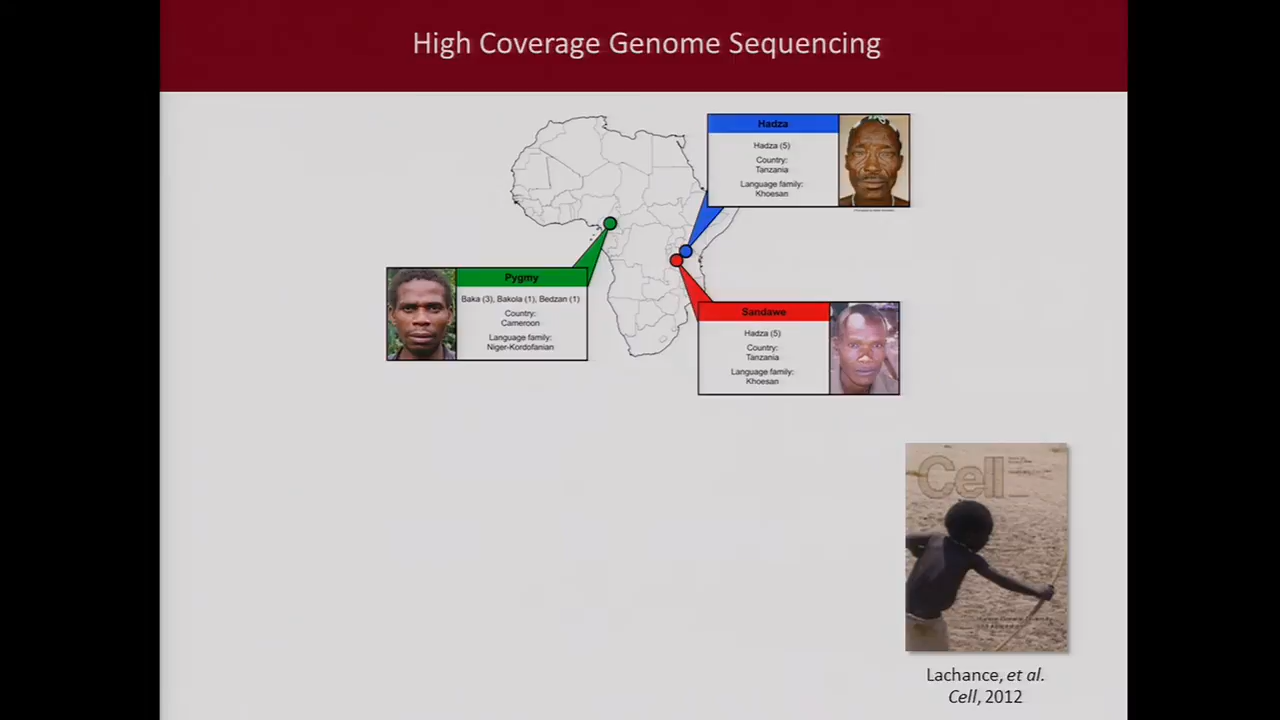 High Coverage Genome Sequencing
Hadza
Hadza (5)
Country:
Tanzania
Language family:
Khoesan
Pygmy
Baka (3), Bakola (1), Bedzan (1)
Country:
Cameroon
Language family:
Niger-Kordofanian
Sandawe
Hadza (5)
Country:
Tanzania
Language family:
Khoesan
Cell
Lachance, et al.
Cell, 2012